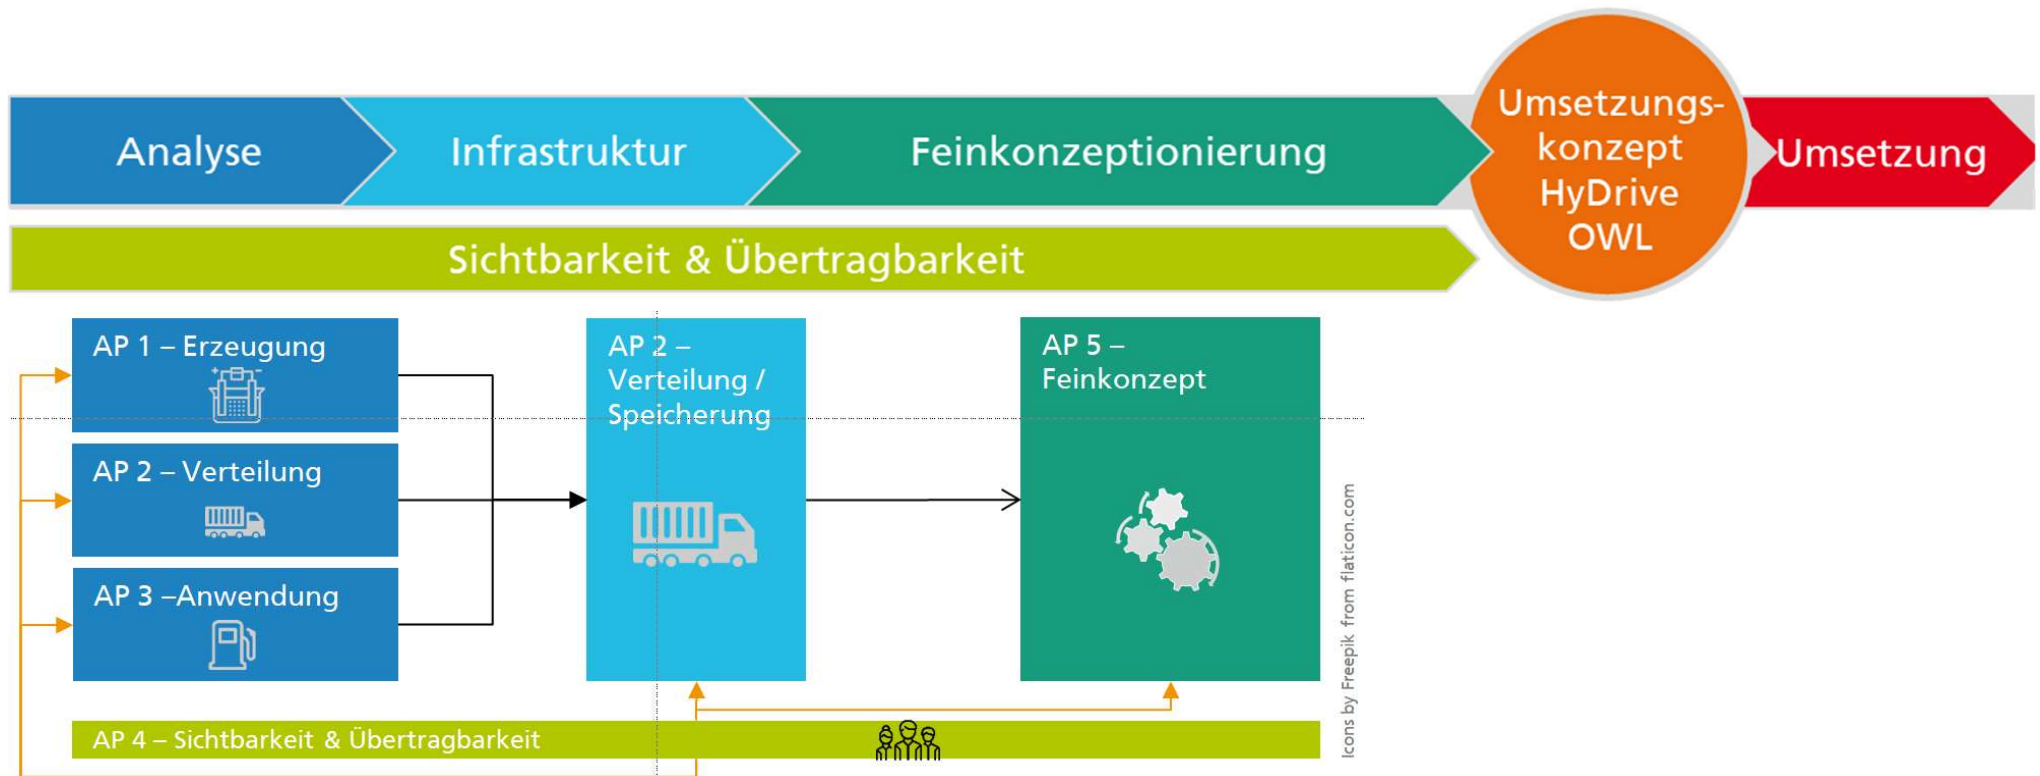 Analyse
Infrastruktur
Feinkonzeptionierung
Umsetzungs-
konzept
HyDrive
OWL
Umsetzung
Sichtbarkeit & Übertragbarkeit
AP 1 – Erzeugung
AP 2 – Verteilung
AP 3 –Anwendung
AP 2 –
Verteilung /
Speicherung
AP 5 –
Feinkonzept
AP 4 – Sichtbarkeit & Übertragbarkeit
Icons by Freepik from flaticon.com